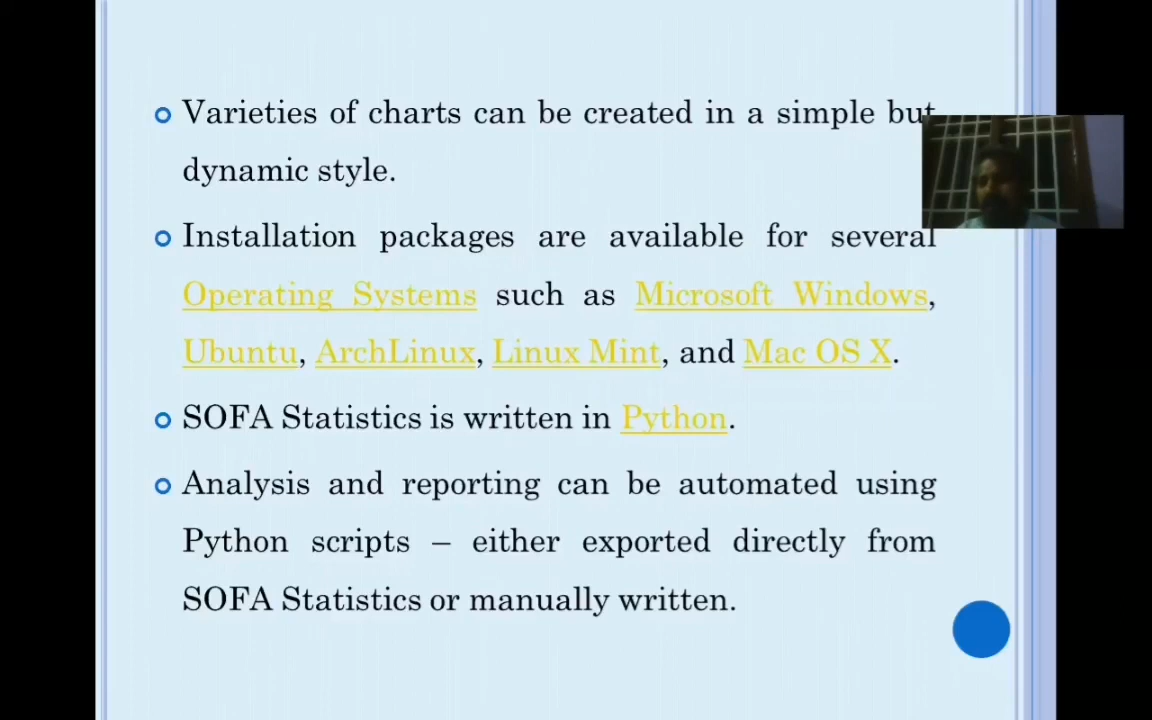 Varieties of charts can be created in a simple but
dynamic style.
Installation packages are available for several
Operating Systems such as Microsoft Windows,
Ubuntu, ArchLinux, Linux Mint, and Mac OS X.
SOFA Statistics is written in Python.
Analysis and reporting can be automated using
Python scripts – either exported directly from
SOFA Statistics or manually written.